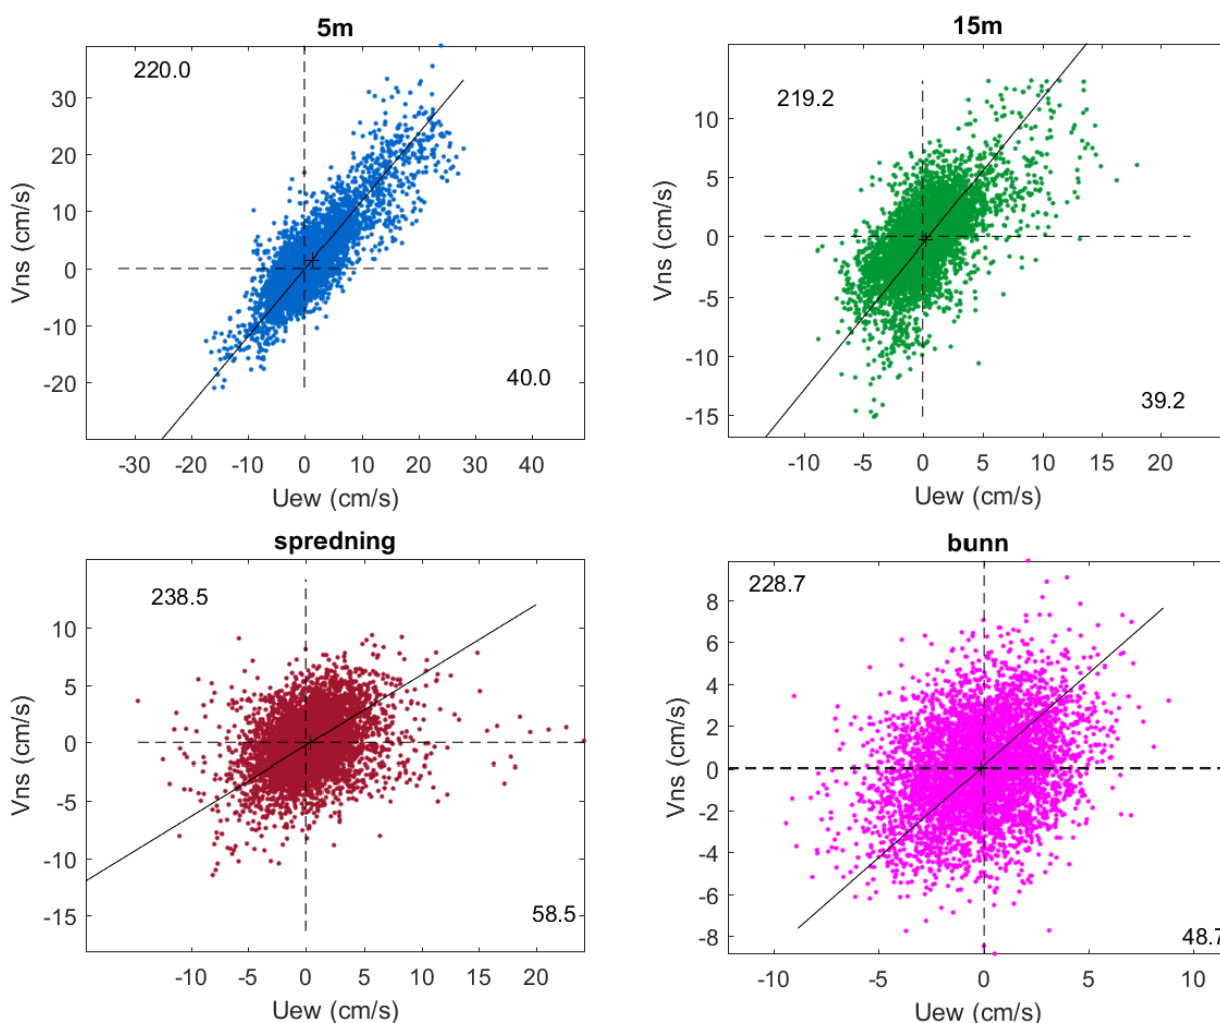 5m
220.0
30
20
10
0
-10
-20
40.0
-30 -20 -10 0 10 20 30 40
Uew (cm/s)
Vns (cm/s)
15m
219.2
10
5
0
-5
-10
-15
39.2
-10 -5 0 5 10 15 20
Uew (cm/s)
Vns (cm/s)
spredning
238.5
10
5
0
-5
-10
-15
58.5
-10 -5 0 5 10 15 20
Uew (cm/s)
Vns (cm/s)
bunn
228.7
8
6
4
2
0
-2
-4
-6
-8
48.7
-10 -5 0 5 10
Uew (cm/s)
Vns (cm/s)